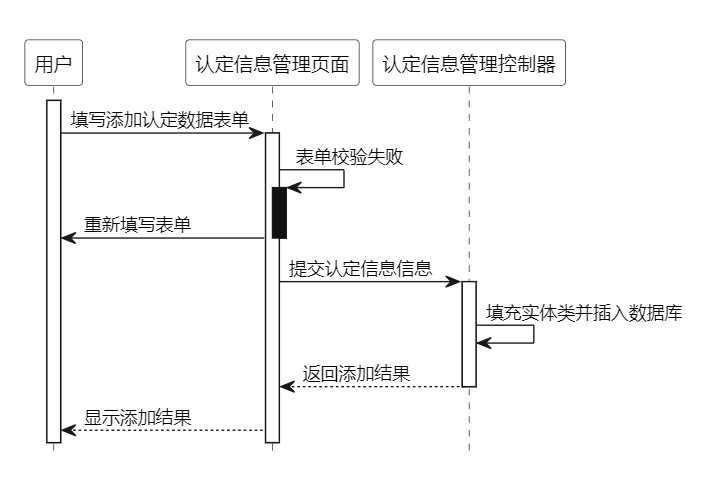 用户
认定信息管理页面
认定信息管理控制器
填写添加认定数据表单
表单校验失败
重新填写表单
提交认定信息信息
填充实体类并插入数据库
返回添加结果
显示添加结果